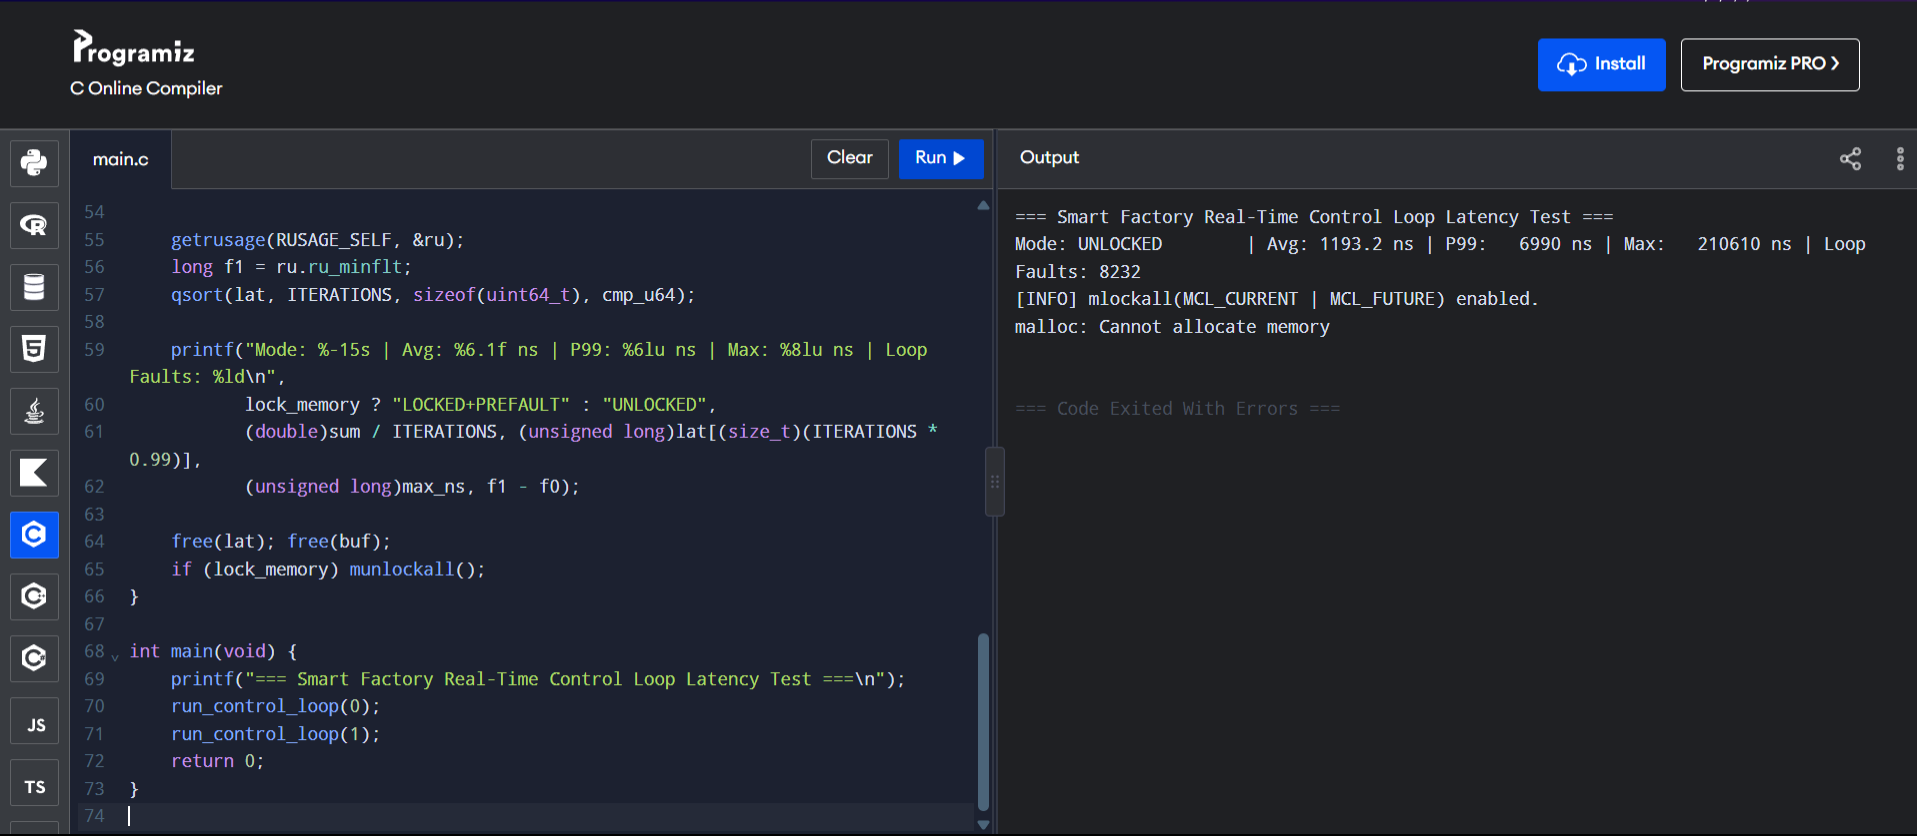 Programiz
C Online Compiler
Install
Programiz PRO
main.c
Clear
Run
Output
54
55 getrusage(RUSAGE_SELF, &ru);
56 long f1 = ru.ru_minflt;
57 qsort(lat, ITERATIONS, sizeof(uint64_t), cmp_u64);
58
59 printf("Mode: %-15s | Avg: %6.1f ns | P99: %6lu ns | Max: %8lu ns | Loop
Faults: %ld\n",
60 lock_memory ? "LOCKED+PREFAULT" : "UNLOCKED",
61 (double)sum / ITERATIONS, (unsigned long)lat[(size_t)(ITERATIONS *
0.99)],
62 (unsigned long)max_ns, f1 - f0);
63
64 free(lat); free(buf);
65 if (lock_memory) munlockall();
66 }
67
68 int main(void) {
69 printf("=== Smart Factory Real-Time Control Loop Latency Test ===\n");
70 run_control_loop(0);
71 run_control_loop(1);
72 return 0;
73 }
74
=== Smart Factory Real-Time Control Loop Latency Test ===
Mode: UNLOCKED        | Avg: 1193.2 ns | P99:   6990 ns | Max:   210610 ns | Loop
Faults: 8232
[INFO] mlockall(MCL_CURRENT | MCL_FUTURE) enabled.
malloc: Cannot allocate memory
=== Code Exited With Errors ===
R
5
C
C
C
JS
TS